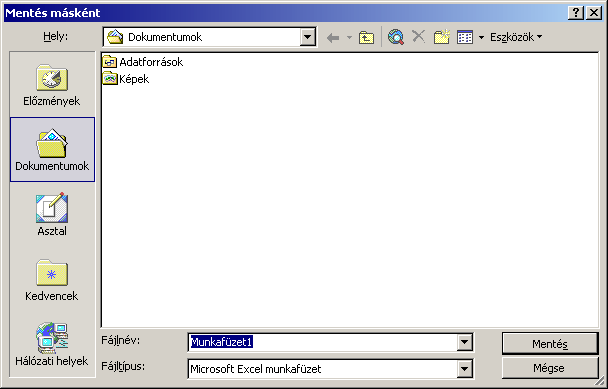 Mentés másként
Hely:
Dokumentumok
Eszközök
Adatforrások
Képek
Előzmények
Dokumentumok
Asztal
Kedvencek
Hálózati helyek
Fájlnév:
Munkafüzet1
Mentés
Fájltípus:
Microsoft Excel munkafüzet
Mégse